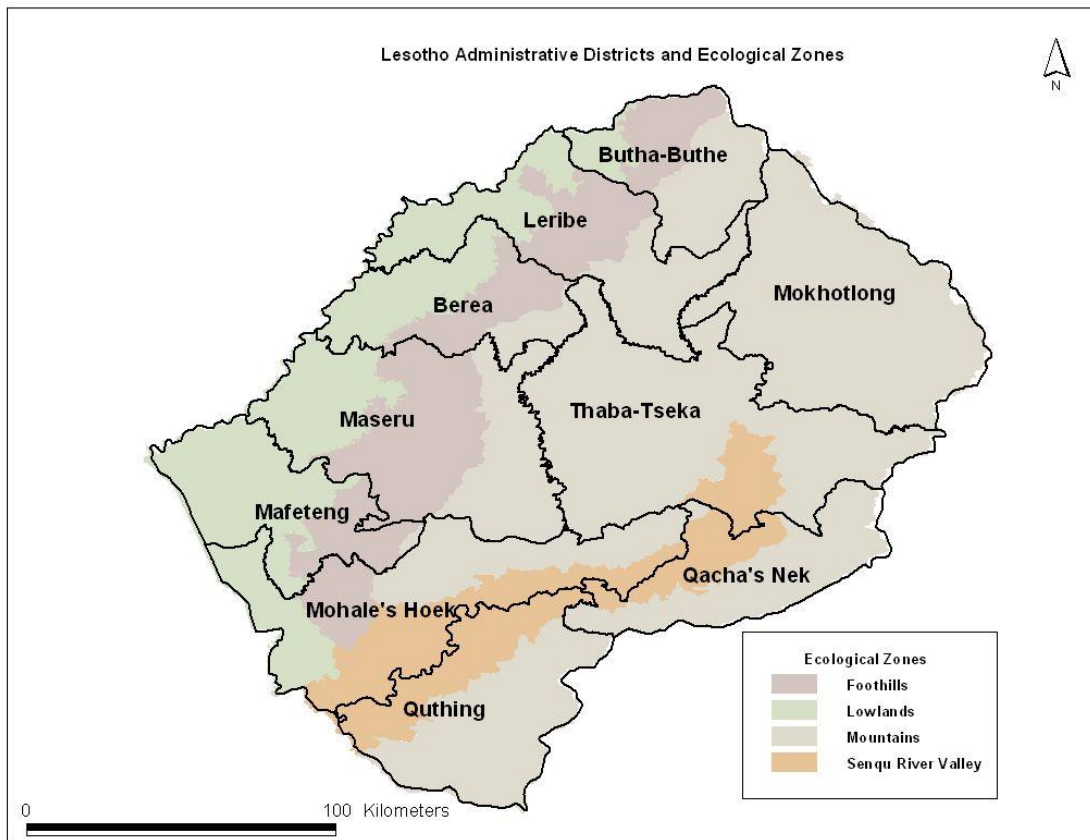 Lesotho Administrative Districts and Ecological Zones
N
Butha-Buthe
Leribe
Mokhotlong
Berea
Thaba-Tseka
Maseru
Mafeteng
Qacha's Nek
Mohale's Hoek
Quthing
Ecological Zones
Foothills
Lowlands
Mountains
Senqu River Valley
0 100 Kilometers